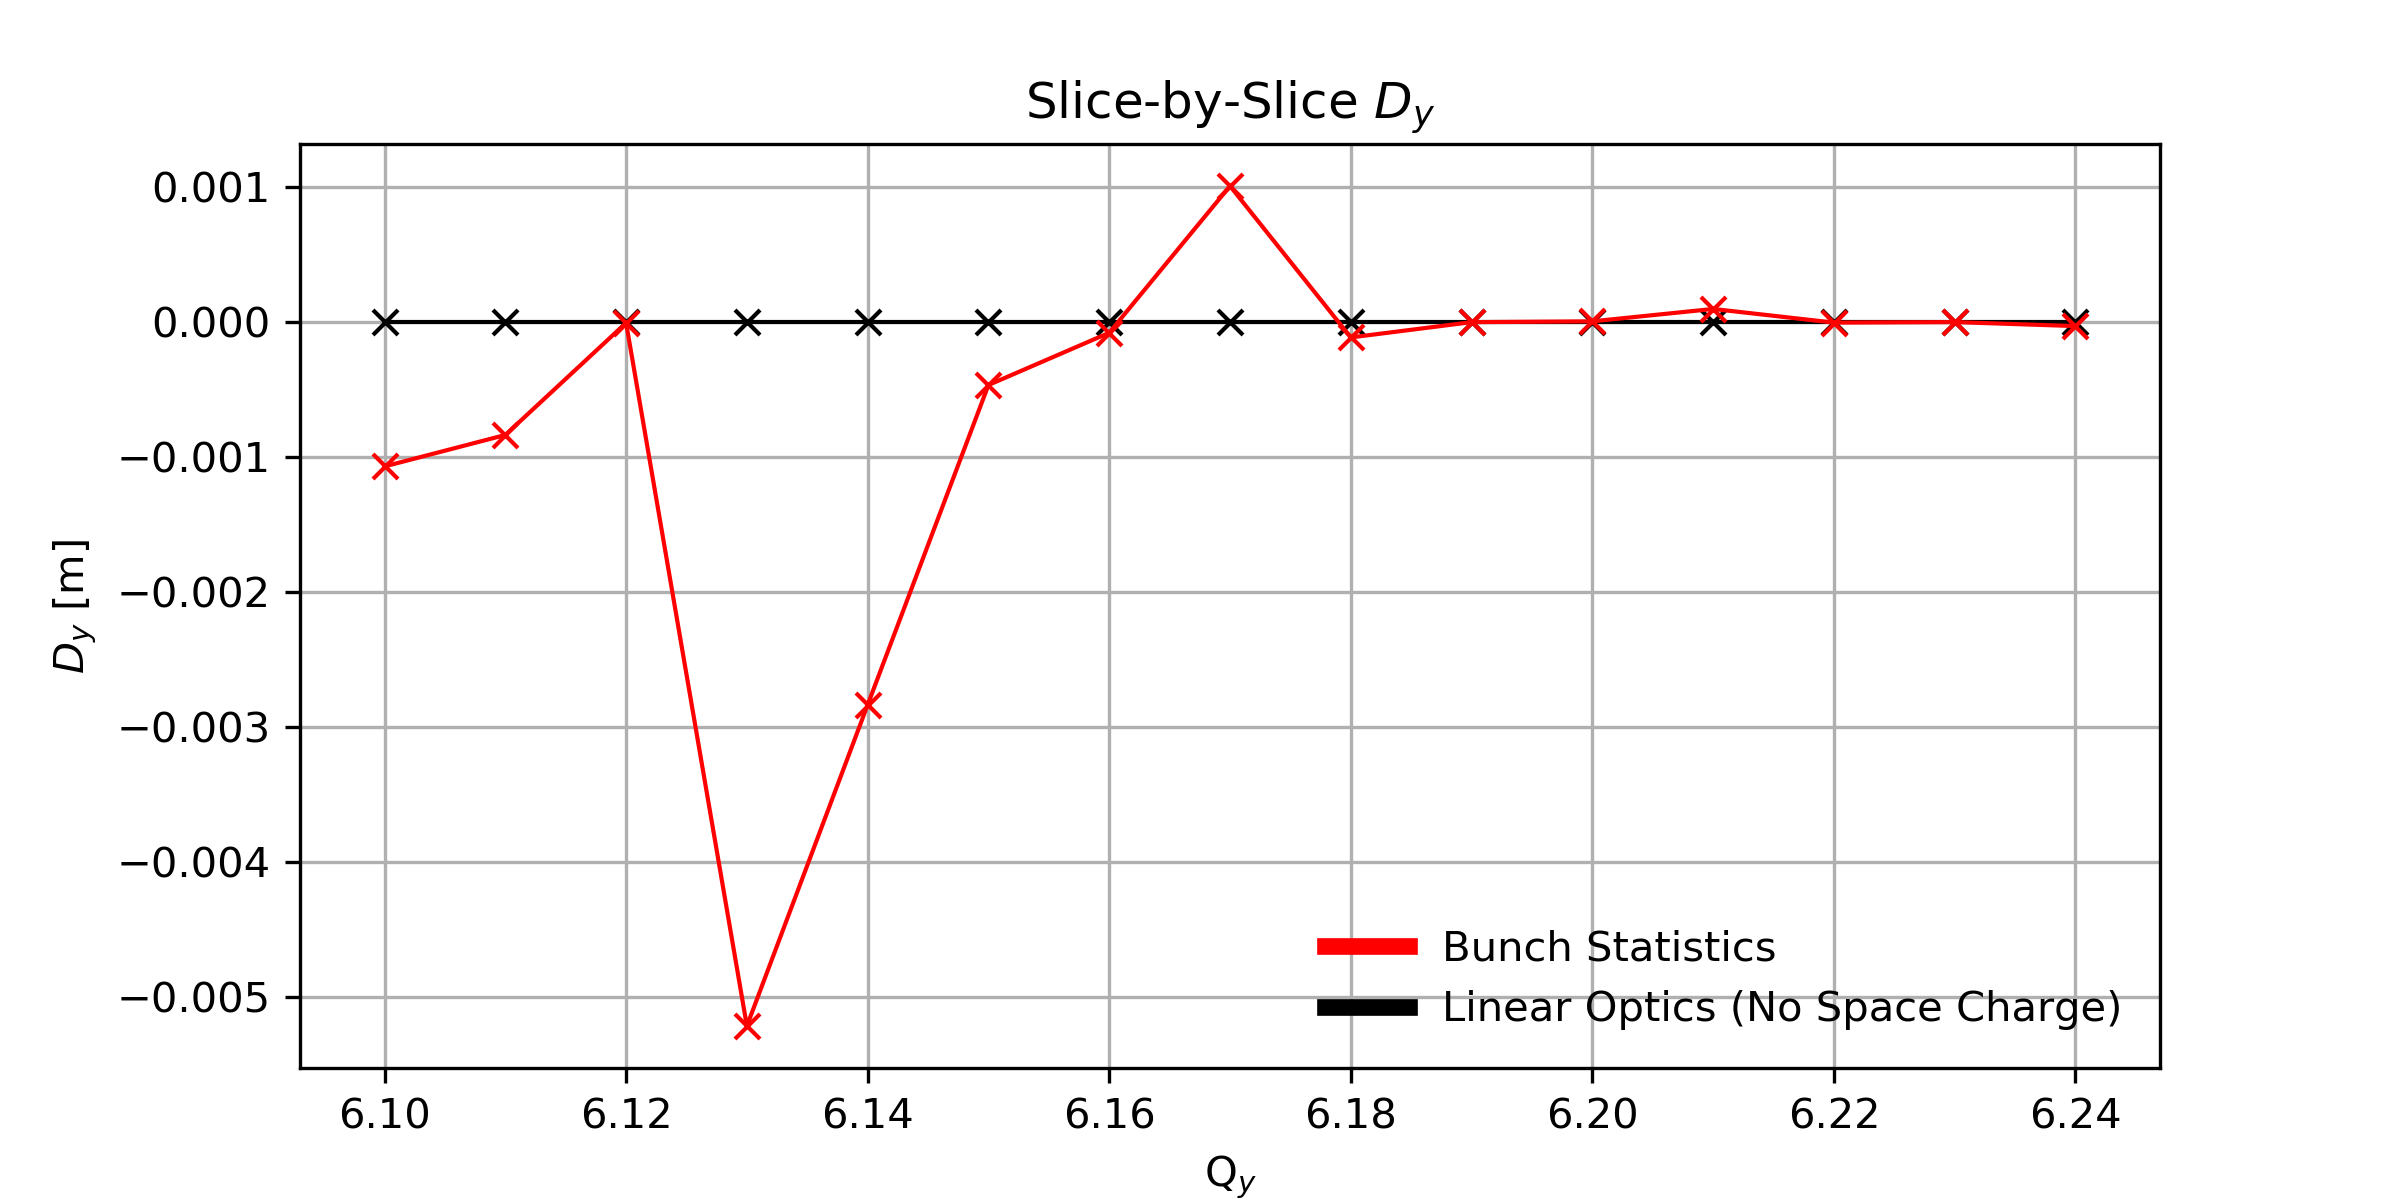 Slice-by-Slice D_y
0.001
0.000
−0.001
−0.002
−0.003
−0.004
−0.005
D_y [m]
Bunch Statistics
Linear Optics (No Space Charge)
6.10 6.12 6.14 6.16 6.18 6.20 6.22 6.24
Q_y